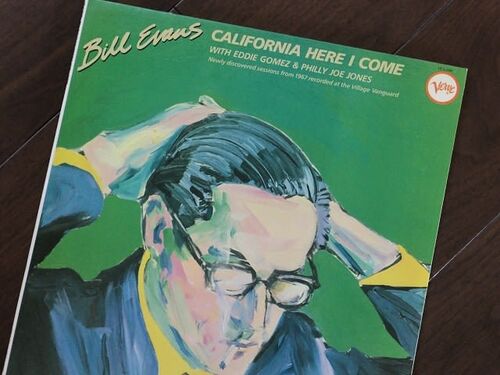 Bill Evans
CALIFORNIA HERE I COME
WITH EDDIE GOMEZ & PHILLY JOE JONES
Newly discovered sessions from 1967 recorded at the Village Vanguard
Verve